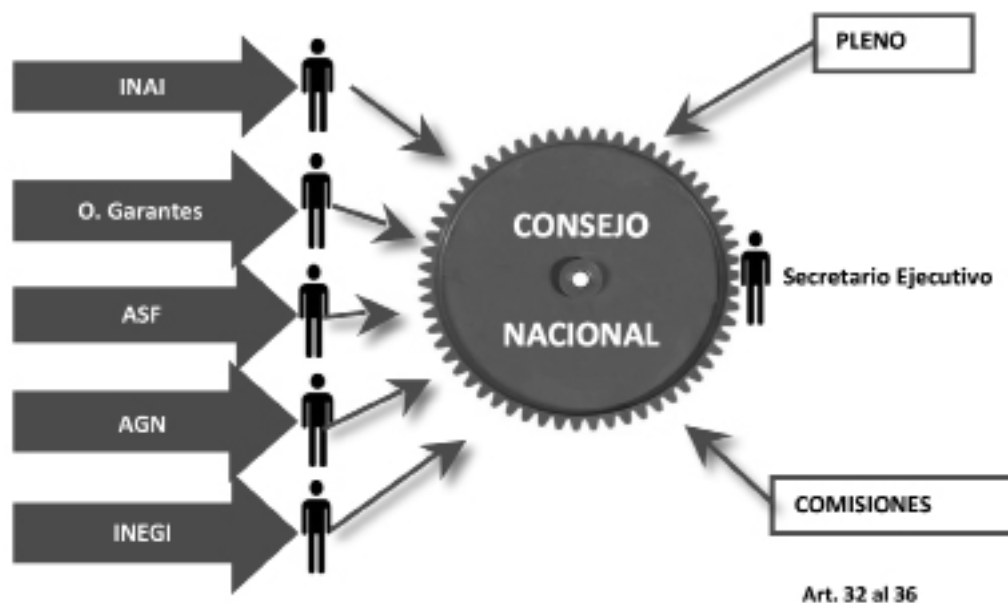 INAI
O. Garantes
ASF
AGN
INEGI
CONSEJO
NACIONAL
PLENO
Secretario Ejecutivo
COMISIONES
Art. 32 al 36